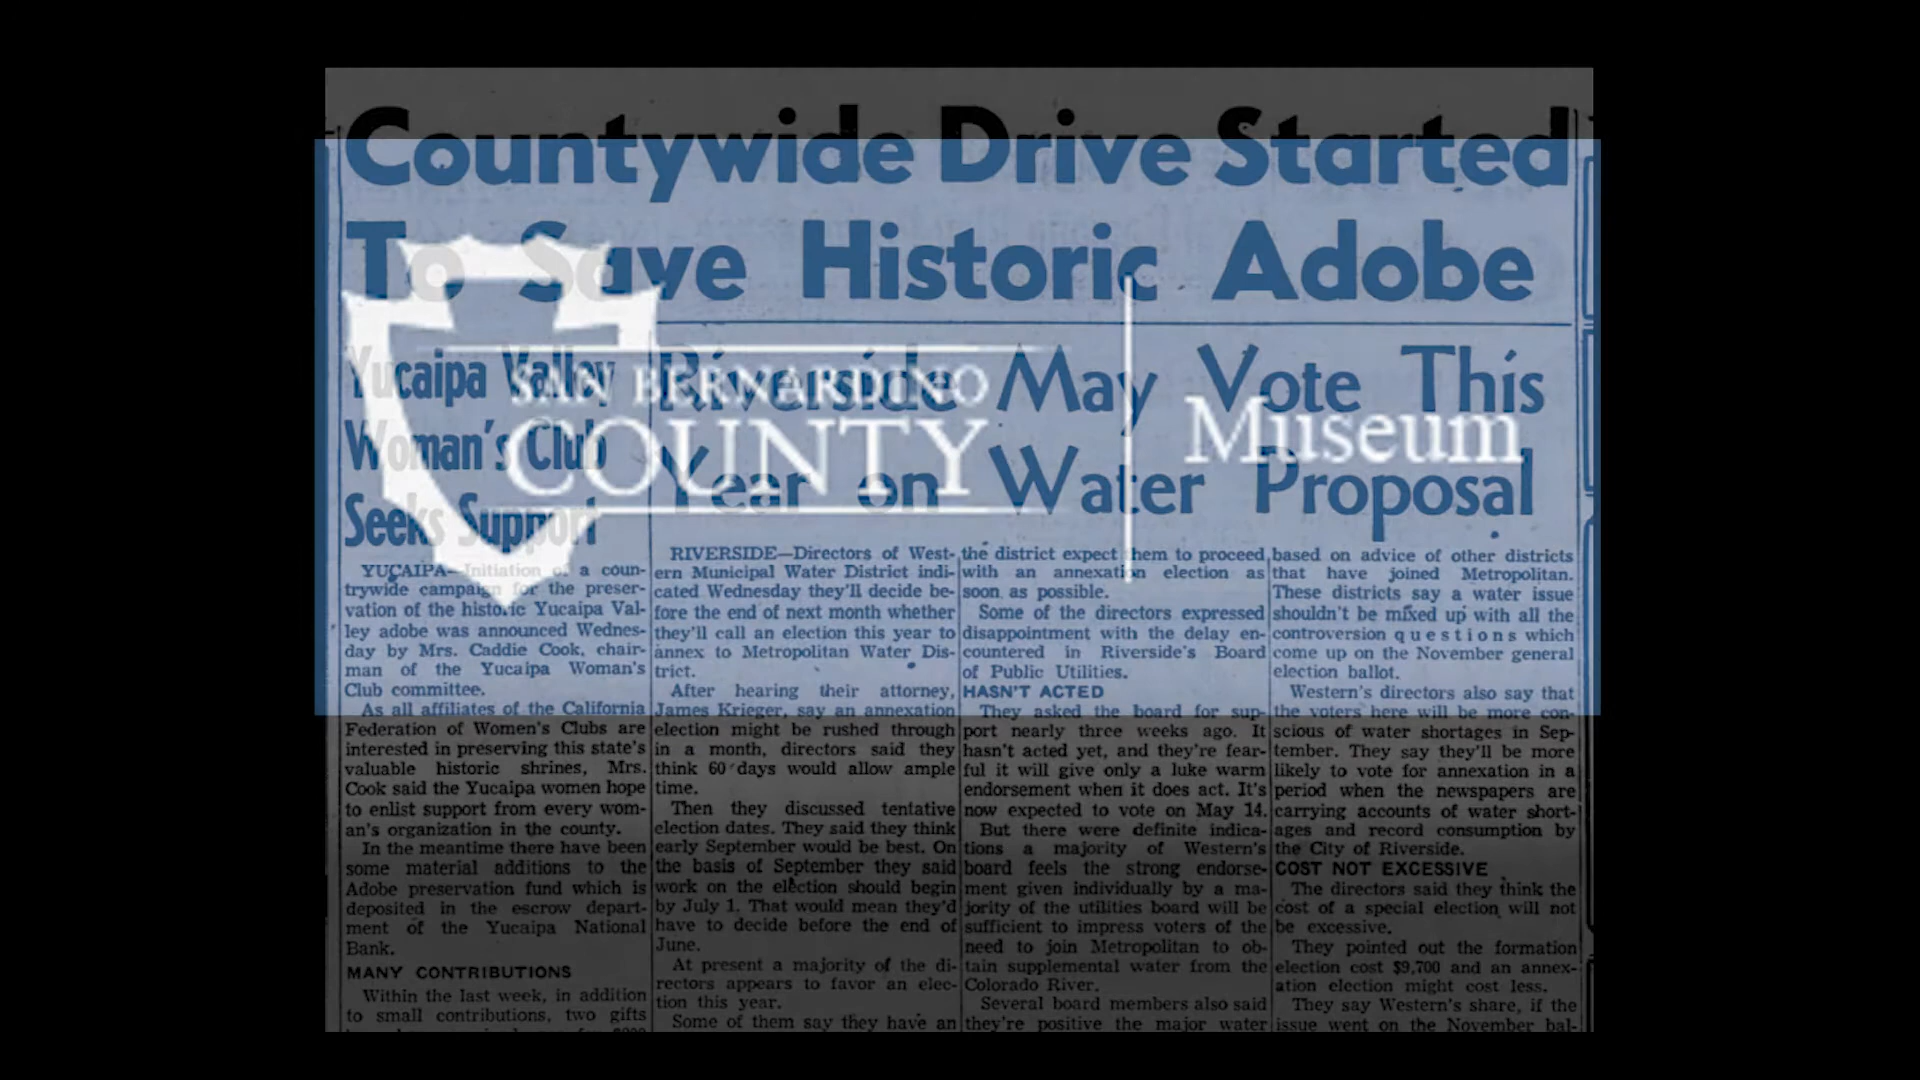 Countywide Drive Started
To Save Historic Adobe
SAN BERNARDINO
COUNTY
Museum
Yucaipa Valley
Woman's Club
Seeks Support
YUCAIPA—Initiation of a coun-
trywide campaign for the preser-
vation of the historic Yucaipa Val-
ley adobe was announced Wednes-
day by Mrs. Caddie Cook, chair-
man of the Yucaipa Woman's
Club committee.
As all affiliates of the California
Federation of Women's Clubs are
interested in preserving this state's
valuable historic shrines, Mrs.
Cook said the Yucaipa women hope
to enlist support from every wom-
an's organization in the county.
In the meantime there have been
some material additions to the
Adobe preservation fund which is
deposited in the escrow depart-
ment of the Yucaipa National
Bank.
MANY CONTRIBUTIONS
Within the last week, in addition
to small contributions, two gifts
Riverside May Vote This
Year on Water Proposal
RIVERSIDE—Directors of West-
ern Municipal Water District indi-
cated Wednesday they'll decide be-
fore the end of next month whether
they'll call an election this year to
annex to Metropolitan Water Dis-
trict.
After hearing their attorney,
James Krieger, say an annexation
election might be rushed through
in a month, directors said they
think 60 days would allow ample
time.
Then they discussed tentative
election dates. They said they think
early September would be best. On
the basis of September they said
work on the election should begin
by July 1. That would mean they'd
have to decide before the end of
June.
At present a majority of the di-
rectors appears to favor an elec-
tion this year.
Some of them say they have an
the district expect them to proceed
with an annexation election as
soon as possible.
Some of the directors expressed
disappointment with the delay en-
countered in Riverside's Board
of Public Utilities.
HASN'T ACTED
They asked the board for sup-
port nearly three weeks ago. It
hasn't acted yet, and they're fear-
ful it will give only a luke warm
endorsement when it does act. It's
now expected to vote on May 14.
But there were definite indica-
tions a majority of Western's
board feels the strong endorse-
ment given individually by a ma-
jority of the utilities board will be
sufficient to impress voters of the
need to join Metropolitan to ob-
tain supplemental water from the
Colorado River.
Several board members also said
they're positive the major water
based on advice of other districts
that have joined Metropolitan.
These districts say a water issue
shouldn't be mixed up with all the
controversion questions which
come up on the November general
election ballot.
Western's directors also say that
the voters here will be more con-
scious of water shortages in Sep-
tember. They say they'll be more
likely to vote for annexation in a
period when the newspapers are
carrying accounts of water short-
ages and record consumption by
the City of Riverside.
COST NOT EXCESSIVE
The directors said they think the
cost of a special election will not
be excessive.
They pointed out the formation
election cost $9,700 and an annex-
ation election might cost less.
They say Western's share, if the
issue went on the November bal-